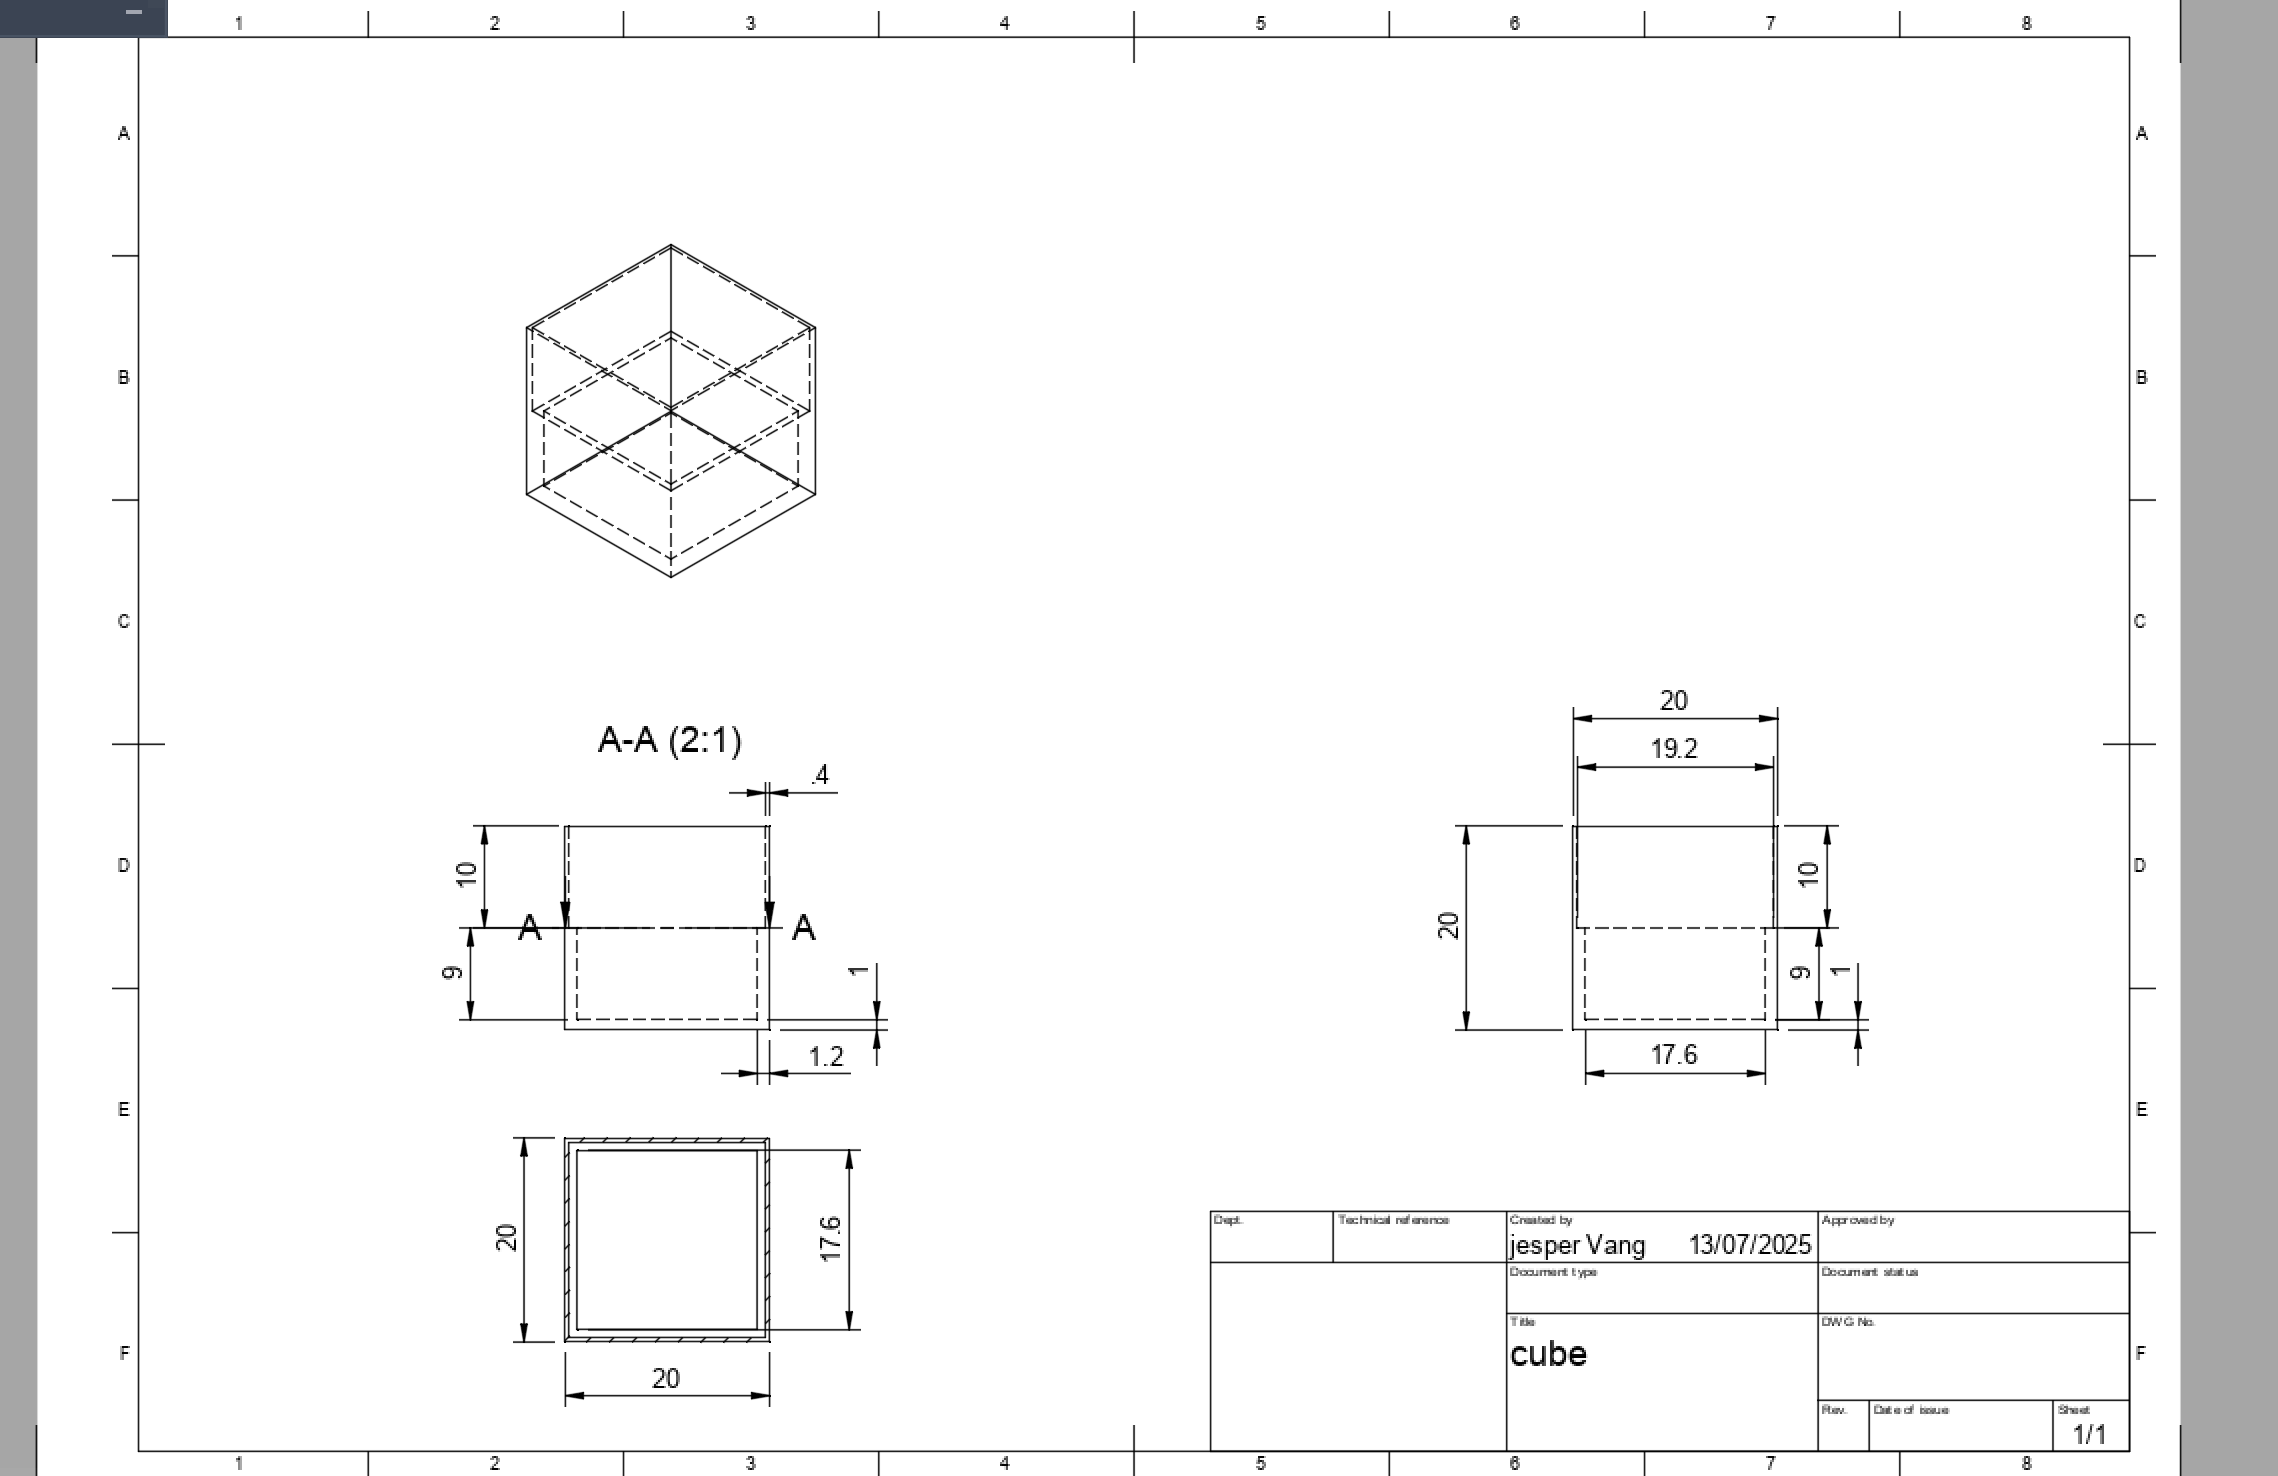 1 2 3 4 5 6 7 8
A A
B B
C C
D D
E E
F F
A-A (2:1)
.4
10
A A
9
1
1.2
20
17.6
20
20
19.2
20
10
9
1
17.6
Dept. Technical reference Created by Approved by
jesper Vang 13/07/2025
Document type Document status
Title DWG No.
cube
Rev. Date of issue Sheet
1/1
1 2 3 4 5 6 7 8